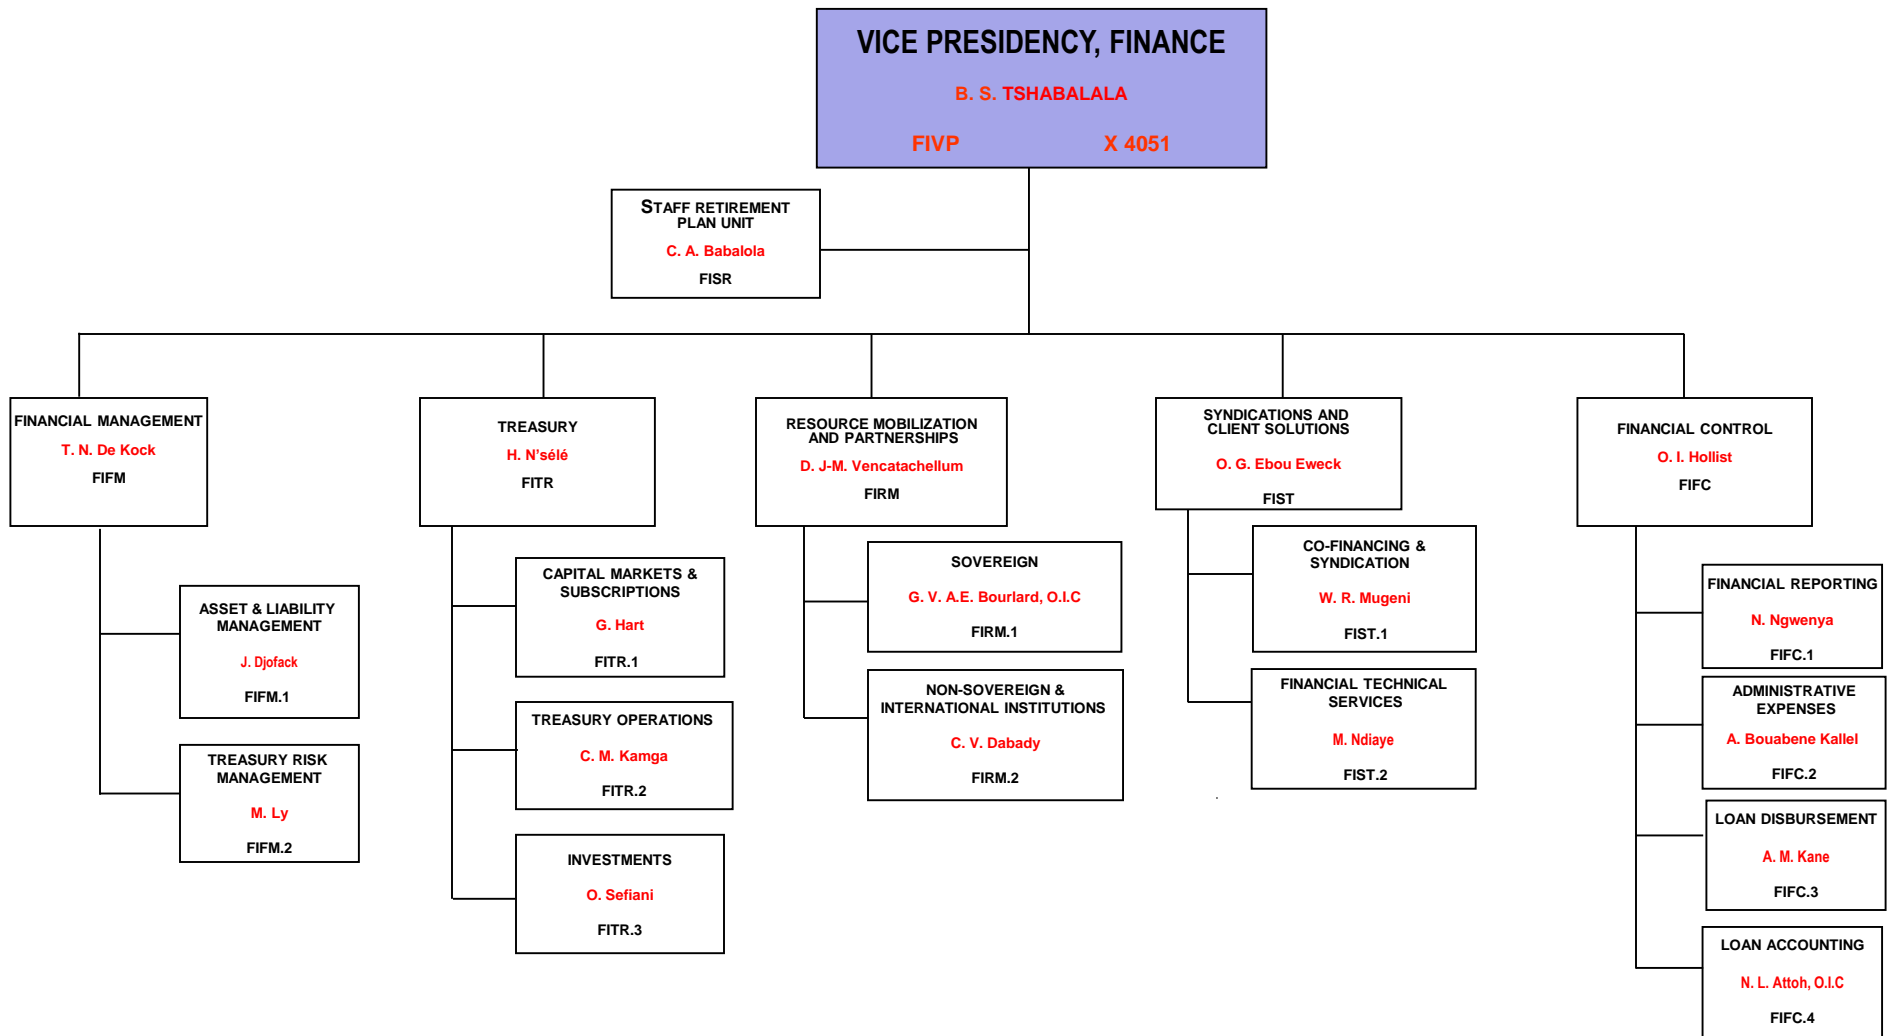 VICE PRESIDENCY, FINANCE
B. S. TSHABALALA
FIVP X 4051
STAFF RETIREMENT
PLAN UNIT
C. A. Babalola
FISR
FINANCIAL MANAGEMENT
T. N. De Kock
FIFM
ASSET & LIABILITY
MANAGEMENT
J. Djofack
FIFM.1
TREASURY RISK
MANAGEMENT
M. Ly
FIFM.2
TREASURY
H. N'sélé
FITR
CAPITAL MARKETS &
SUBSCRIPTIONS
G. Hart
FITR.1
TREASURY OPERATIONS
C. M. Kamga
FITR.2
INVESTMENTS
O. Sefiani
FITR.3
RESOURCE MOBILIZATION
AND PARTNERSHIPS
D. J-M. Vencatachellum
FIRM
SOVEREIGN
G. V. A.E. Bourlard, O.I.C
FIRM.1
NON-SOVEREIGN &
INTERNATIONAL INSTITUTIONS
C. V. Dabady
FIRM.2
SYNDICATIONS AND
CLIENT SOLUTIONS
O. G. Ebou Eweck
FIST
CO-FINANCING &
SYNDICATION
W. R. Mugeni
FIST.1
FINANCIAL TECHNICAL
SERVICES
M. Ndiaye
FIST.2
FINANCIAL CONTROL
O. I. Hollist
FIFC
FINANCIAL REPORTING
N. Ngwenya
FIFC.1
ADMINISTRATIVE
EXPENSES
A. Bouabene Kallel
FIFC.2
LOAN DISBURSEMENT
A. M. Kane
FIFC.3
LOAN ACCOUNTING
N. L. Attoh, O.I.C
FIFC.4